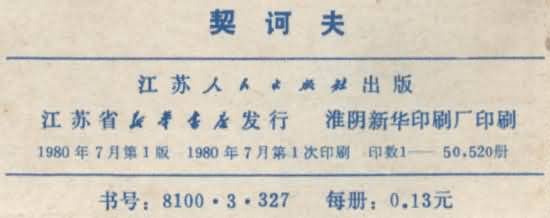 契诃夫
江苏人民出版社出版
江苏省新华书店发行 淮阴新华印刷厂印刷
1980年7月第1版 1980年7月第1次印刷 印数1—50,520册
书号：8100·3·327 每册：0.13元